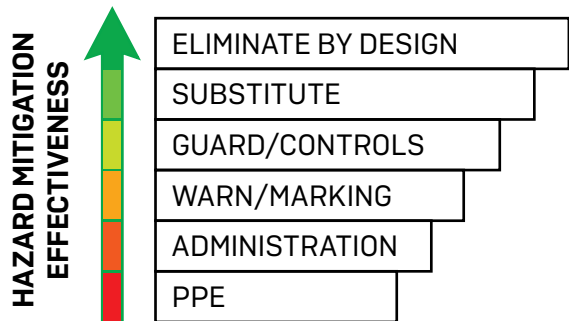 HAZARD MITIGATION
EFFECTIVENESS
ELIMINATE BY DESIGN
SUBSTITUTE
GUARD/CONTROLS
WARN/MARKING
ADMINISTRATION
PPE